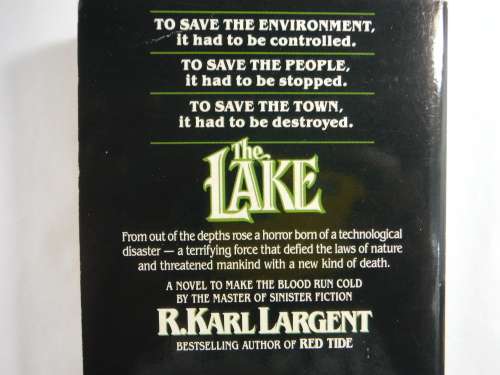 TO SAVE THE ENVIRONMENT,
it had to be controlled.
TO SAVE THE PEOPLE,
it had to be stopped.
TO SAVE THE TOWN,
it had to be destroyed.
The
LAKE
From out of the depths rose a horror born of a technological
disaster — a terrifying force that defied the laws of nature
and threatened mankind with a new kind of death.
A NOVEL TO MAKE THE BLOOD RUN COLD
BY THE MASTER OF SINISTER FICTION
R. KARL LARGENT
BESTSELLING AUTHOR OF RED TIDE